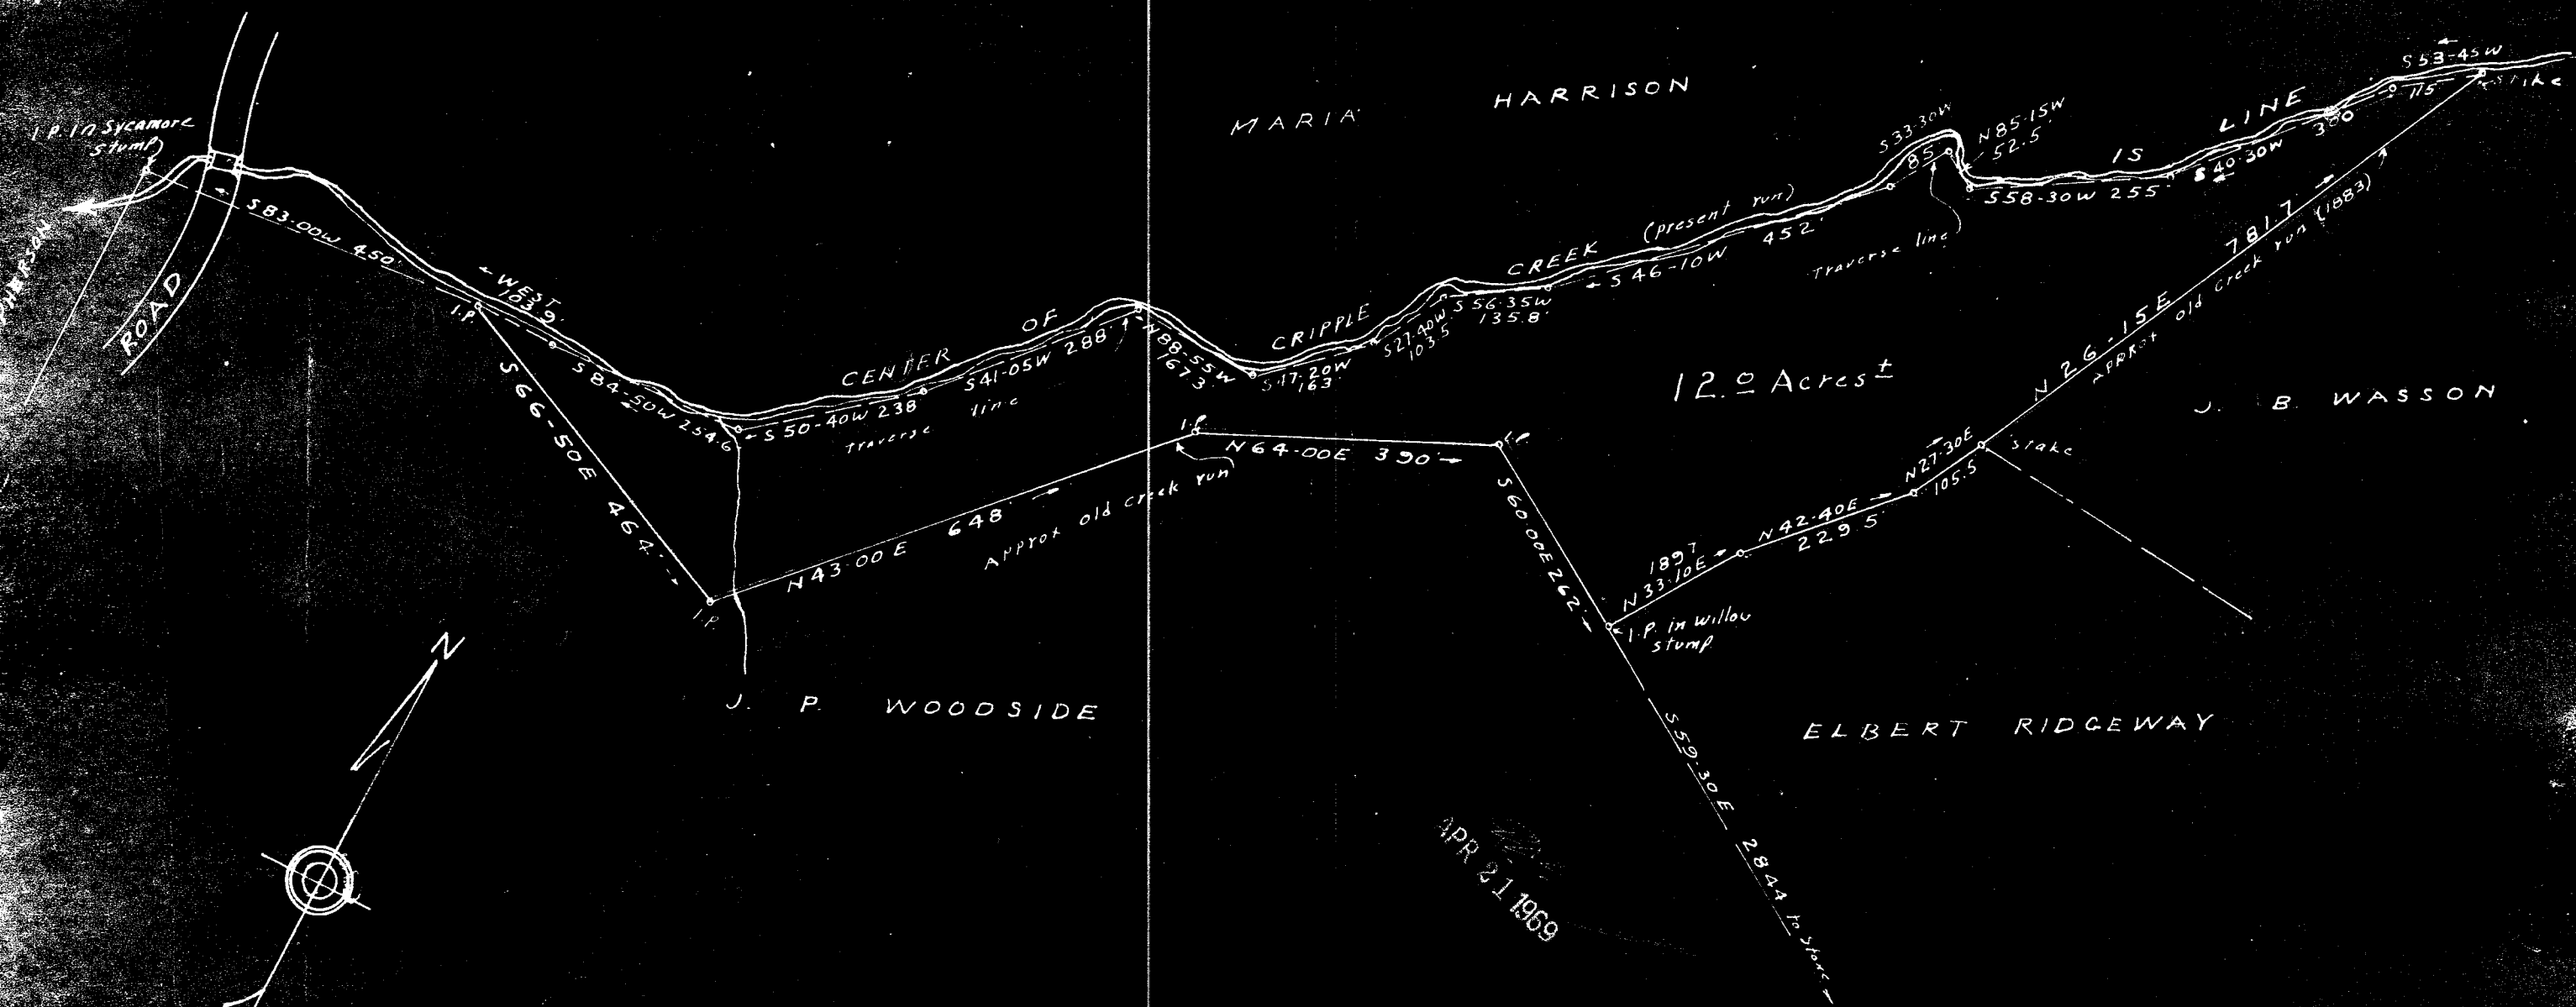 MARIA HARRISON
I.P. in Sycamore
stump
S83-00W 450'
ROAD
PHERSON
WEST
103.9'
I.P.
S84-50W 254.6
S66-50E 464.'
I.P.
CENTER OF CRIPPLE CREEK (present run) IS LINE
S50-40W 238'
S41-05W 288'
traverse line
N88-55W
167.3'
S47-20W
163'
S27-40W
103.5'
S56-35W
135.8'
S46-10W 452'
S33-30W
85'
N85-15W
52.5'
traverse line
S58-30W 255'
S40-30W 380'
S53-45W
115'
stake
N26-15E 781.7
Approx old creek run (1883)
12.0 Acres ±
J. B. WASSON
I.P.
N43-00E 648'
Approx old creek run
N64-00E 390'
I.P.
S60-00E 262'
1897
N33-10E
N42-40E
229.5'
N27-30E
105.5
stake
I.P. in willow
stump
J. P. WOODSIDE
ELBERT RIDGEWAY
S59-30E 2844 to stone
N
APR 21 1969